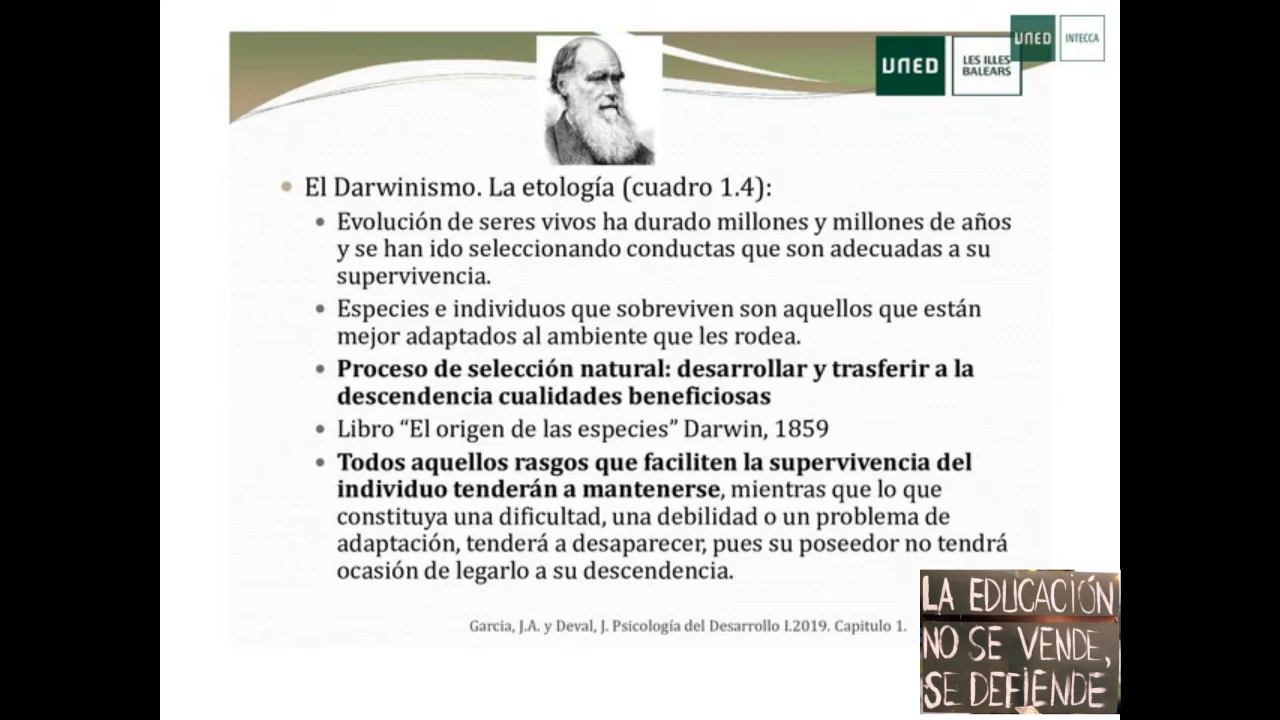 UNED
INTECCA
UNED
LES ILLES
BALEARS
El Darwinismo. La etología (cuadro 1.4):
Evolución de seres vivos ha durado millones y millones de años
y se han ido seleccionando conductas que son adecuadas a su
supervivencia.
Especies e individuos que sobreviven son aquellos que están
mejor adaptados al ambiente que les rodea.
Proceso de selección natural: desarrollar y trasferir a la
descendencia cualidades beneficiosas
Libro “El origen de las especies” Darwin, 1859
Todos aquellos rasgos que faciliten la supervivencia del
individuo tenderán a mantenerse, mientras que lo que
constituya una dificultad, una debilidad o un problema de
adaptación, tenderá a desaparecer, pues su poseedor no tendrá
ocasión de legarlo a su descendencia.
Garcia, J.A. y Deval, J. Psicología del Desarrollo I.2019. Capitulo 1.
LA EDUCACIÓN
NO SE VENDE,
SE DEFIENDE